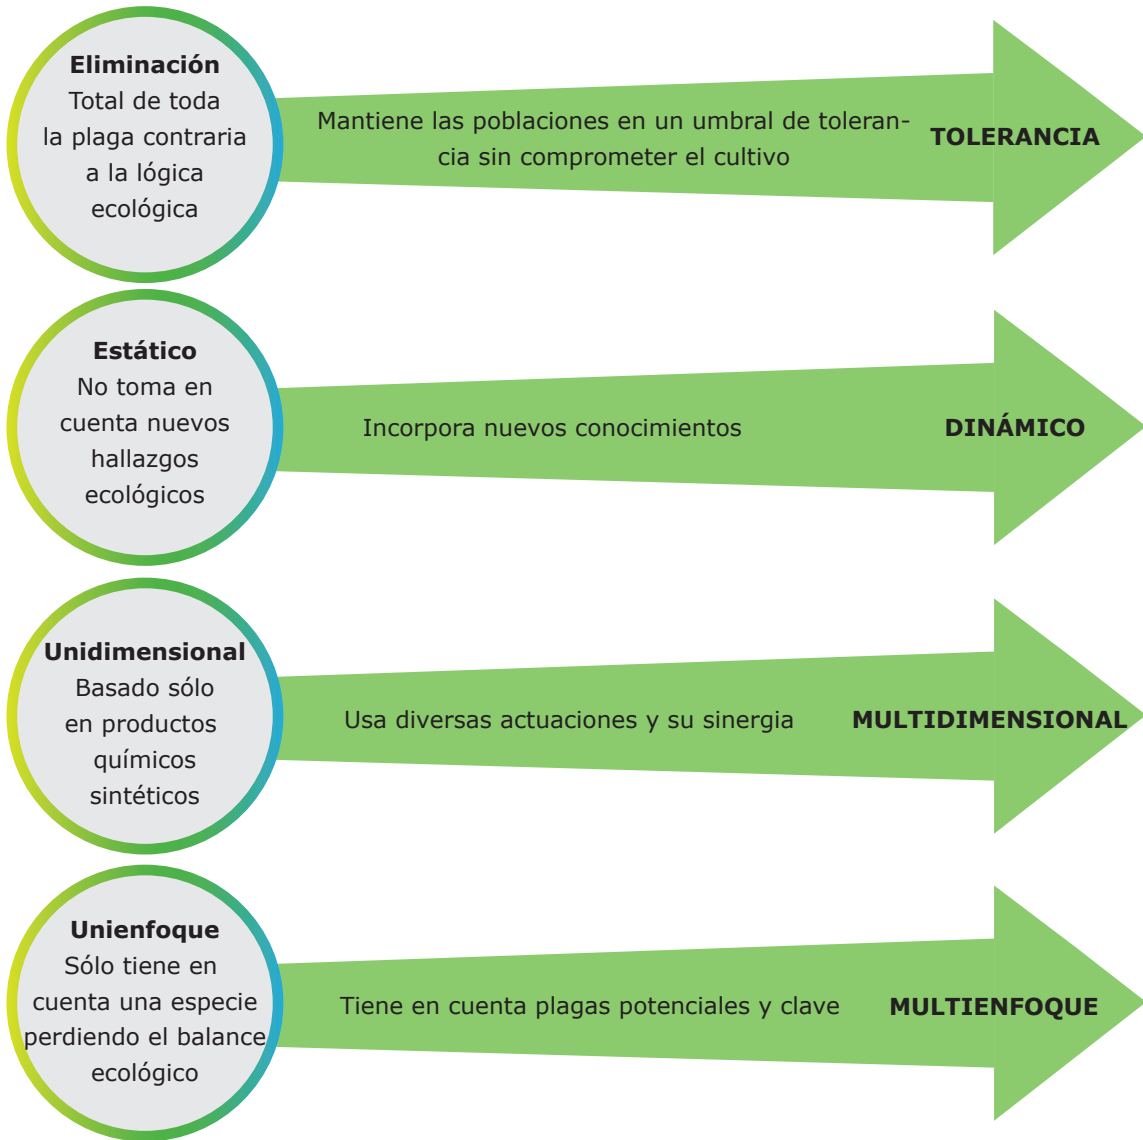 Eliminación
Total de toda
la plaga contraria
a la lógica
ecológica
Mantiene las poblaciones en un umbral de toleran-
cia sin comprometer el cultivo
TOLERANCIA
Estático
No toma en
cuenta nuevos
hallazgos
ecológicos
Incorpora nuevos conocimientos
DINÁMICO
Unidimensional
Basado sólo
en productos
químicos
sintéticos
Usa diversas actuaciones y su sinergia
MULTIDIMENSIONAL
Unienfoque
Sólo tiene en
cuenta una especie
perdiendo el balance
ecológico
Tiene en cuenta plagas potenciales y clave
MULTIENFOQUE